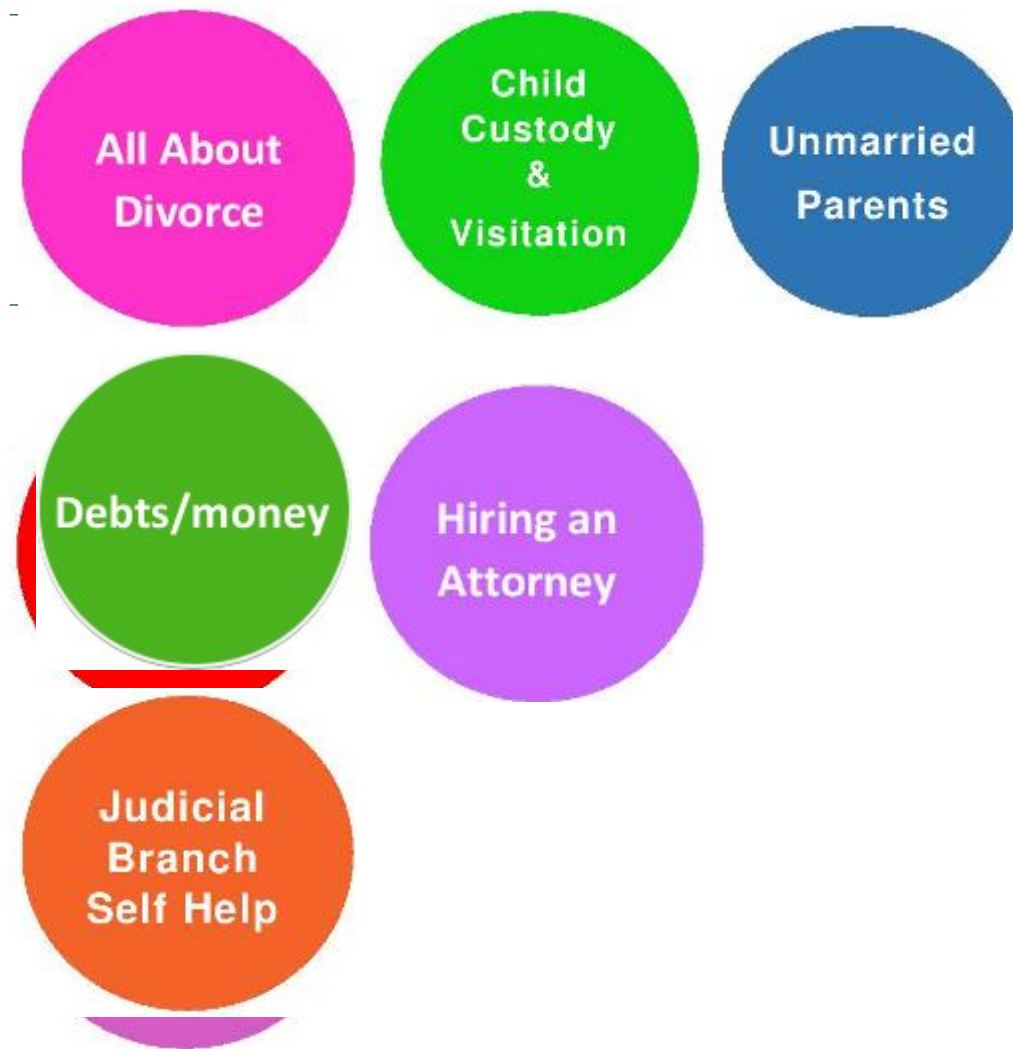 All About
Divorce
Child
Custody
&
Visitation
Unmarried
Parents
Debts/money
Hiring an
Attorney
Judicial
Branch
Self Help